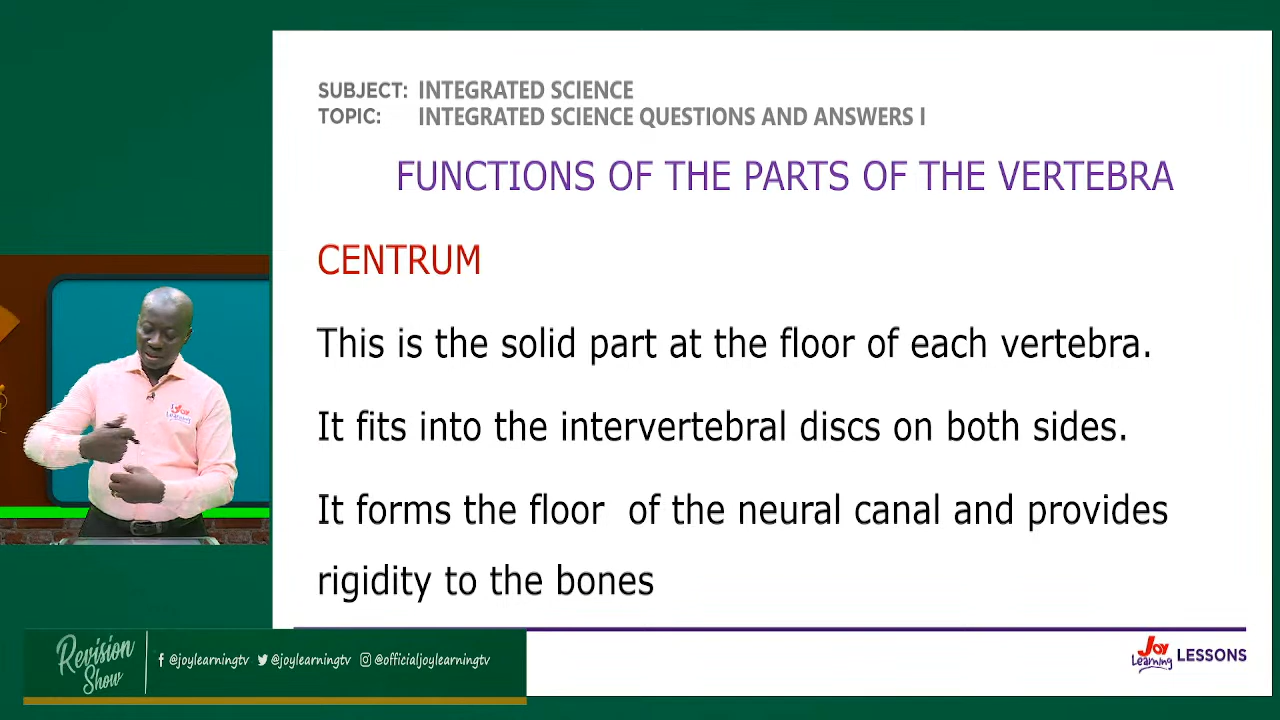 SUBJECT: INTEGRATED SCIENCE
TOPIC: INTEGRATED SCIENCE QUESTIONS AND ANSWERS I
FUNCTIONS OF THE PARTS OF THE VERTEBRA
CENTRUM
This is the solid part at the floor of each vertebra.
It fits into the intervertebral discs on both sides.
It forms the floor of the neural canal and provides
rigidity to the bones
Joy
Learning
Revision
Show
@joylearningtv @joylearningtv @officialjoylearningtv
Joy
Learning LESSONS